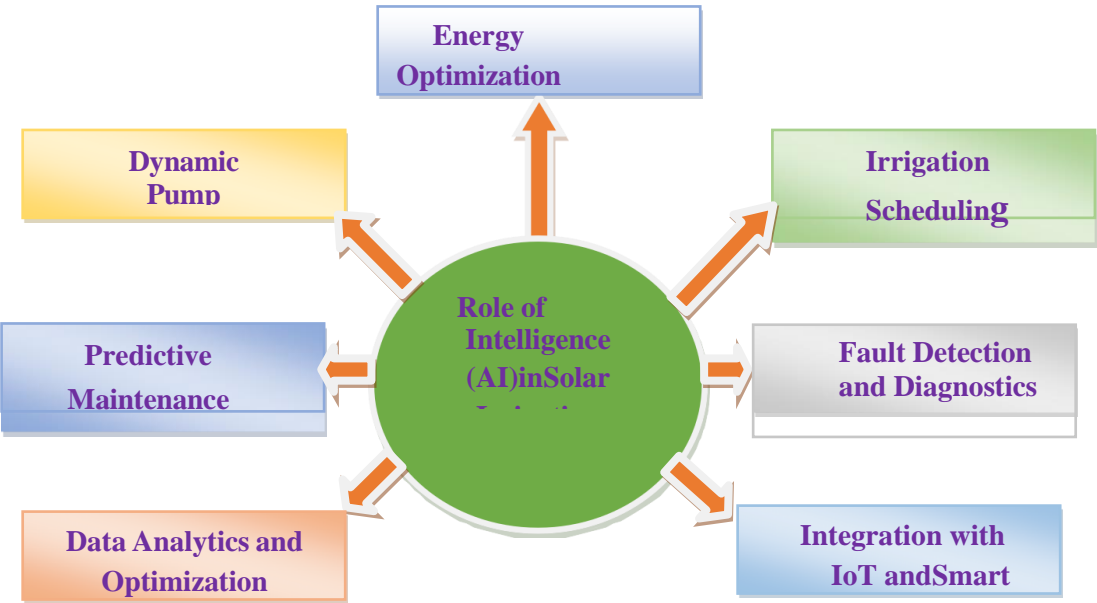 Energy
Optimization
Dynamic
Pump
Irrigation
Scheduling
Role of
Intelligence
(AI)inSolar
Predictive
Maintenance
Fault Detection
and Diagnostics
Data Analytics and
Optimization
Integration with
IoT andSmart